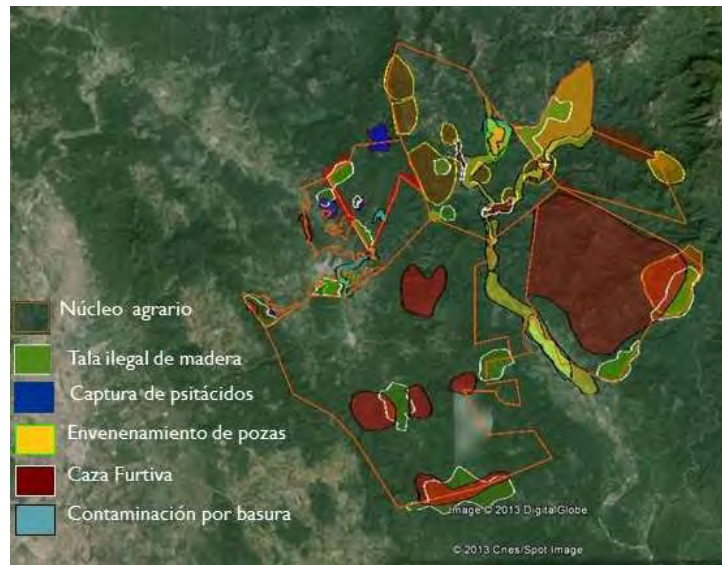 Núcleo agrario
Tala ilegal de madera
Captura de psitácidos
Envenenamiento de pozas
Caza Furtiva
Contaminación por basura
Image © 2013 DigitalGlobe
© 2013 Cnes/Spot Image